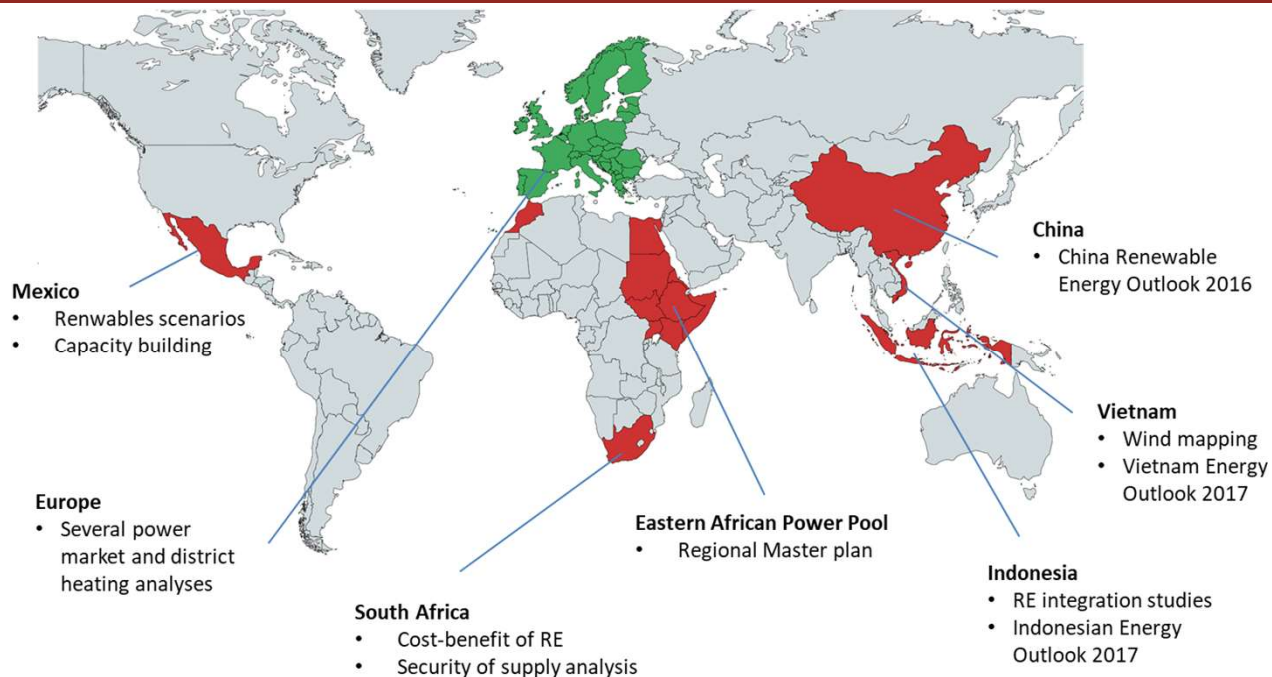 Mexico
• Renwables scenarios
• Capacity building
Europe
• Several power
market and district
heating analyses
South Africa
• Cost-benefit of RE
• Security of supply analysis
Eastern African Power Pool
• Regional Master plan
China
• China Renewable
Energy Outlook 2016
Vietnam
• Wind mapping
• Vietnam Energy
Outlook 2017
Indonesia
• RE integration studies
• Indonesian Energy
Outlook 2017